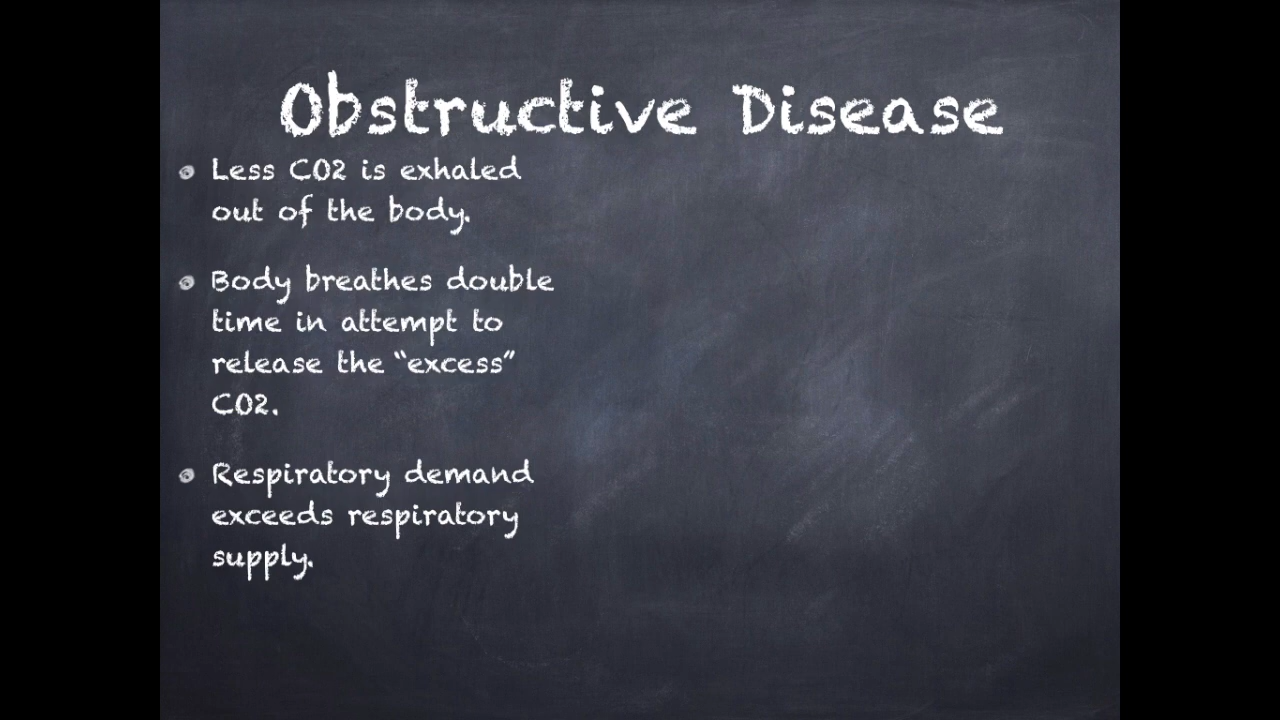 Obstructive Disease
Less CO2 is exhaled
out of the body.
Body breathes double
time in attempt to
release the “excess”
CO2.
Respiratory demand
exceeds respiratory
supply.